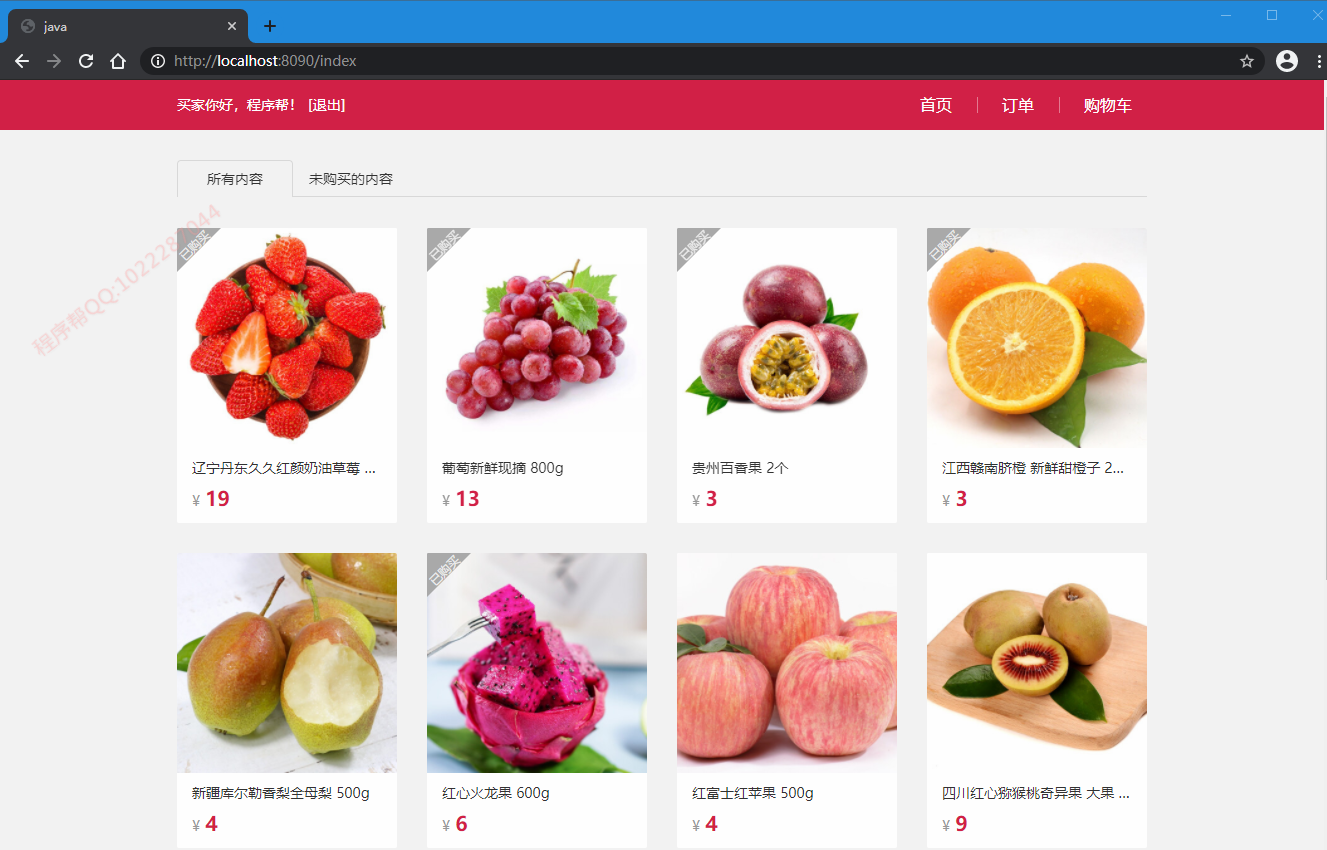 java
http://localhost:8090/index
买家你好，程序帮！ [退出]
首页
订单
购物车
所有内容
未购买的内容
已购买
已购买
已购买
已购买
辽宁丹东久久红颜奶油草莓 ...
葡萄新鲜现摘 800g
贵州百香果 2个
江西赣南脐橙 新鲜甜橙子 2...
¥ 19
¥ 13
¥ 3
¥ 3
已购买
新疆库尔勒香梨全母梨 500g
红心火龙果 600g
红富士红苹果 500g
四川红心猕猴桃奇异果 大果 ...
¥ 4
¥ 6
¥ 4
¥ 9